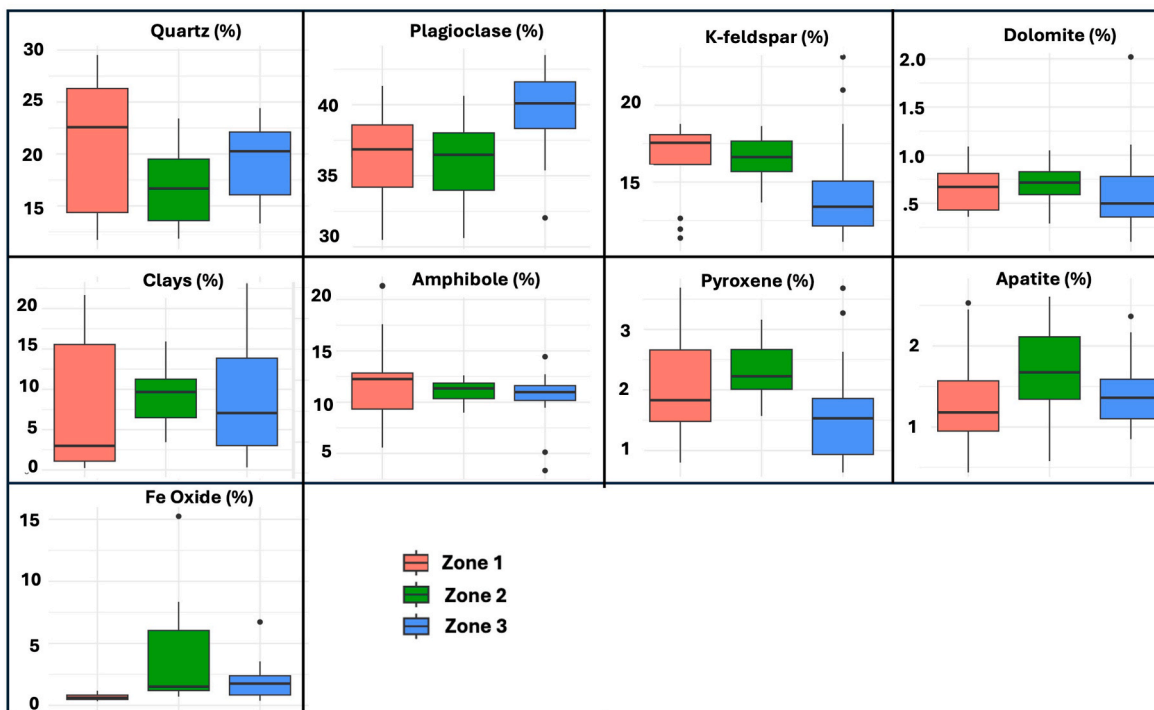 Quartz (%)
30
25
20
15
Plagioclase (%)
40
35
30
K-feldspar (%)
20
15
Dolomite (%)
2.0
1.5
1.0
.5
Clays (%)
20
15
10
5
0
Amphibole (%)
20
15
10
5
Pyroxene (%)
3
2
1
Apatite (%)
2
1
Fe Oxide (%)
15
10
5
0
Zone 1
Zone 2
Zone 3